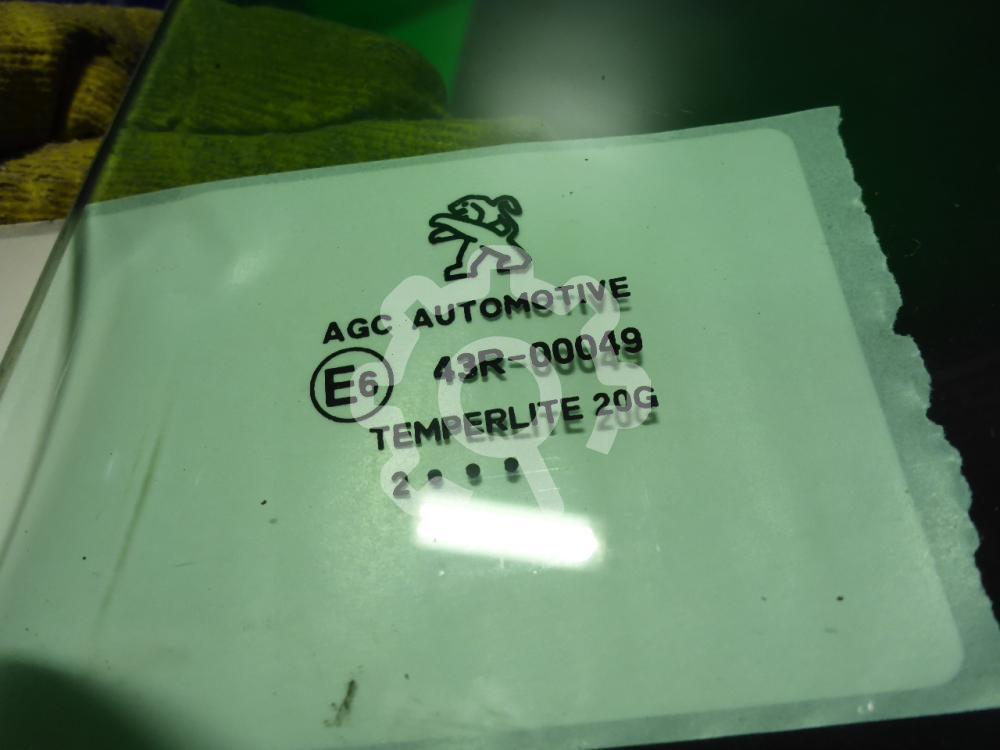 AGC AUTOMOTIVE
E6 43R-00049
TEMPERLITE 20G
2 • • •